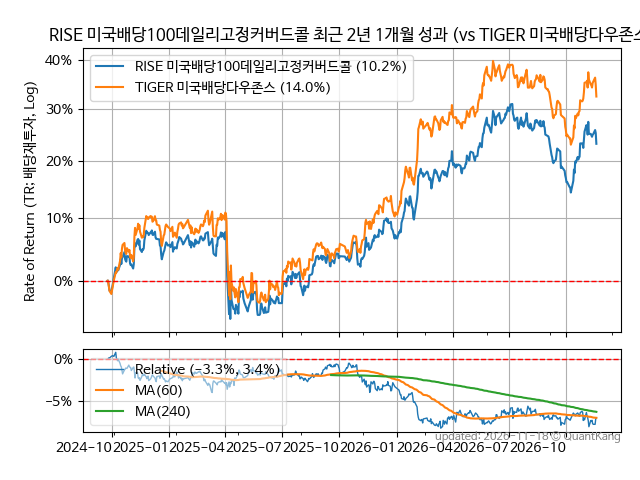 RISE 미국배당100데일리고정커버드콜 최근 2년 1개월 성과 (vs TIGER 미국배당다우존스
40%
30%
20%
10%
0%
Rate of Return (TR: 배당재투자, Log)
RISE 미국배당100데일리고정커버드콜 (10.2%)
TIGER 미국배당다우존스 (14.0%)
0%
−5%
Relative (−3.3%, 3.4%)
MA(60)
MA(240)
2024−10
2025−01
2025−04
2025−07
2025−10
2026−01
2026−04
2026−07
2026−10
updated: 2026−11−18 © QuantKang